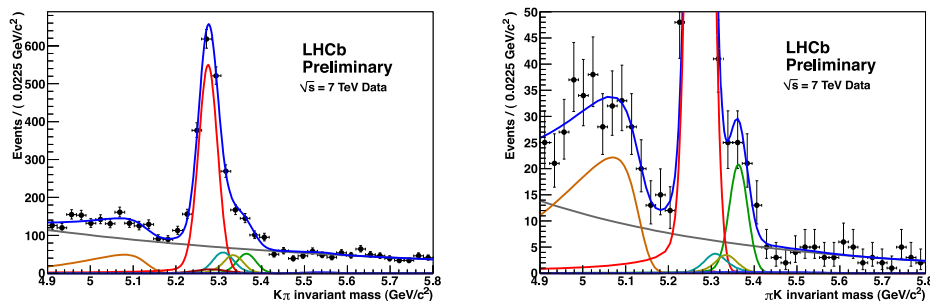 Events / ( 0.0225 GeV/c² )
600
500
400
300
200
100
0
LHCb
Preliminary
√s = 7 TeV Data
4.9 5 5.1 5.2 5.3 5.4 5.5 5.6 5.7 5.8
Kπ invariant mass (GeV/c²)
Events / ( 0.0225 GeV/c² )
50
45
40
35
30
25
20
15
10
5
0
LHCb
Preliminary
√s = 7 TeV Data
4.9 5 5.1 5.2 5.3 5.4 5.5 5.6 5.7 5.8
πK invariant mass (GeV/c²)